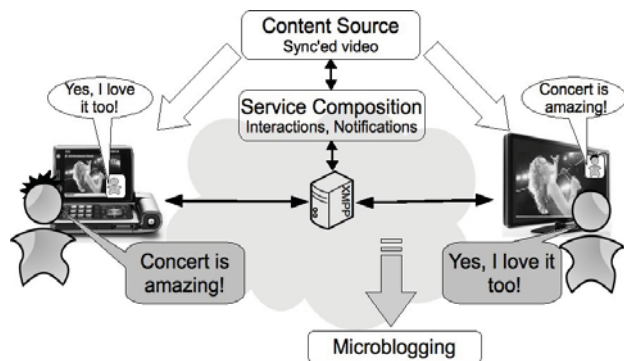 Content Source
Sync'ed video
Yes, I love
it too!
Concert is
amazing!
Service Composition
Interactions, Notifications
XMPP
Concert is
amazing!
Yes, I love it
too!
Microblogging